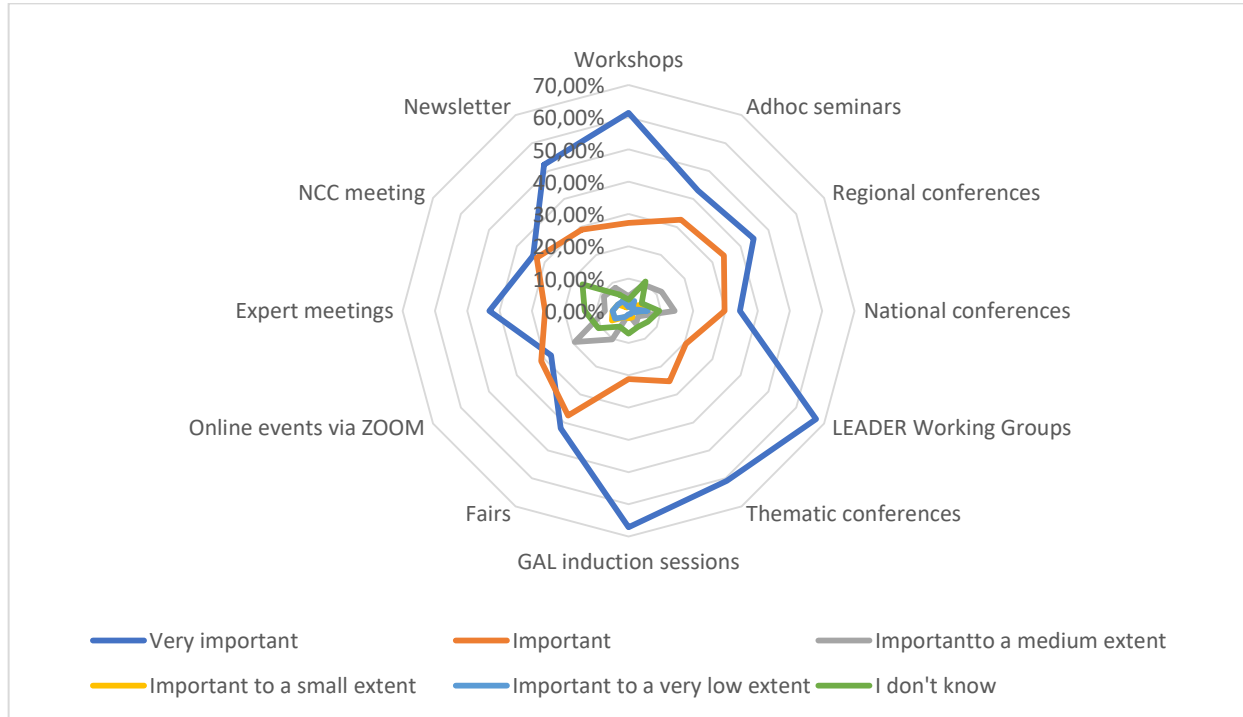 Workshops
70,00%
60,00%
50,00%
40,00%
30,00%
20,00%
10,00%
0,00%
Adhoc seminars
Regional conferences
National conferences
LEADER Working Groups
Thematic conferences
GAL induction sessions
Fairs
Online events via ZOOM
Expert meetings
NCC meeting
Newsletter
Very important
Important
Importantto a medium extent
Important to a small extent
Important to a very low extent
I don't know